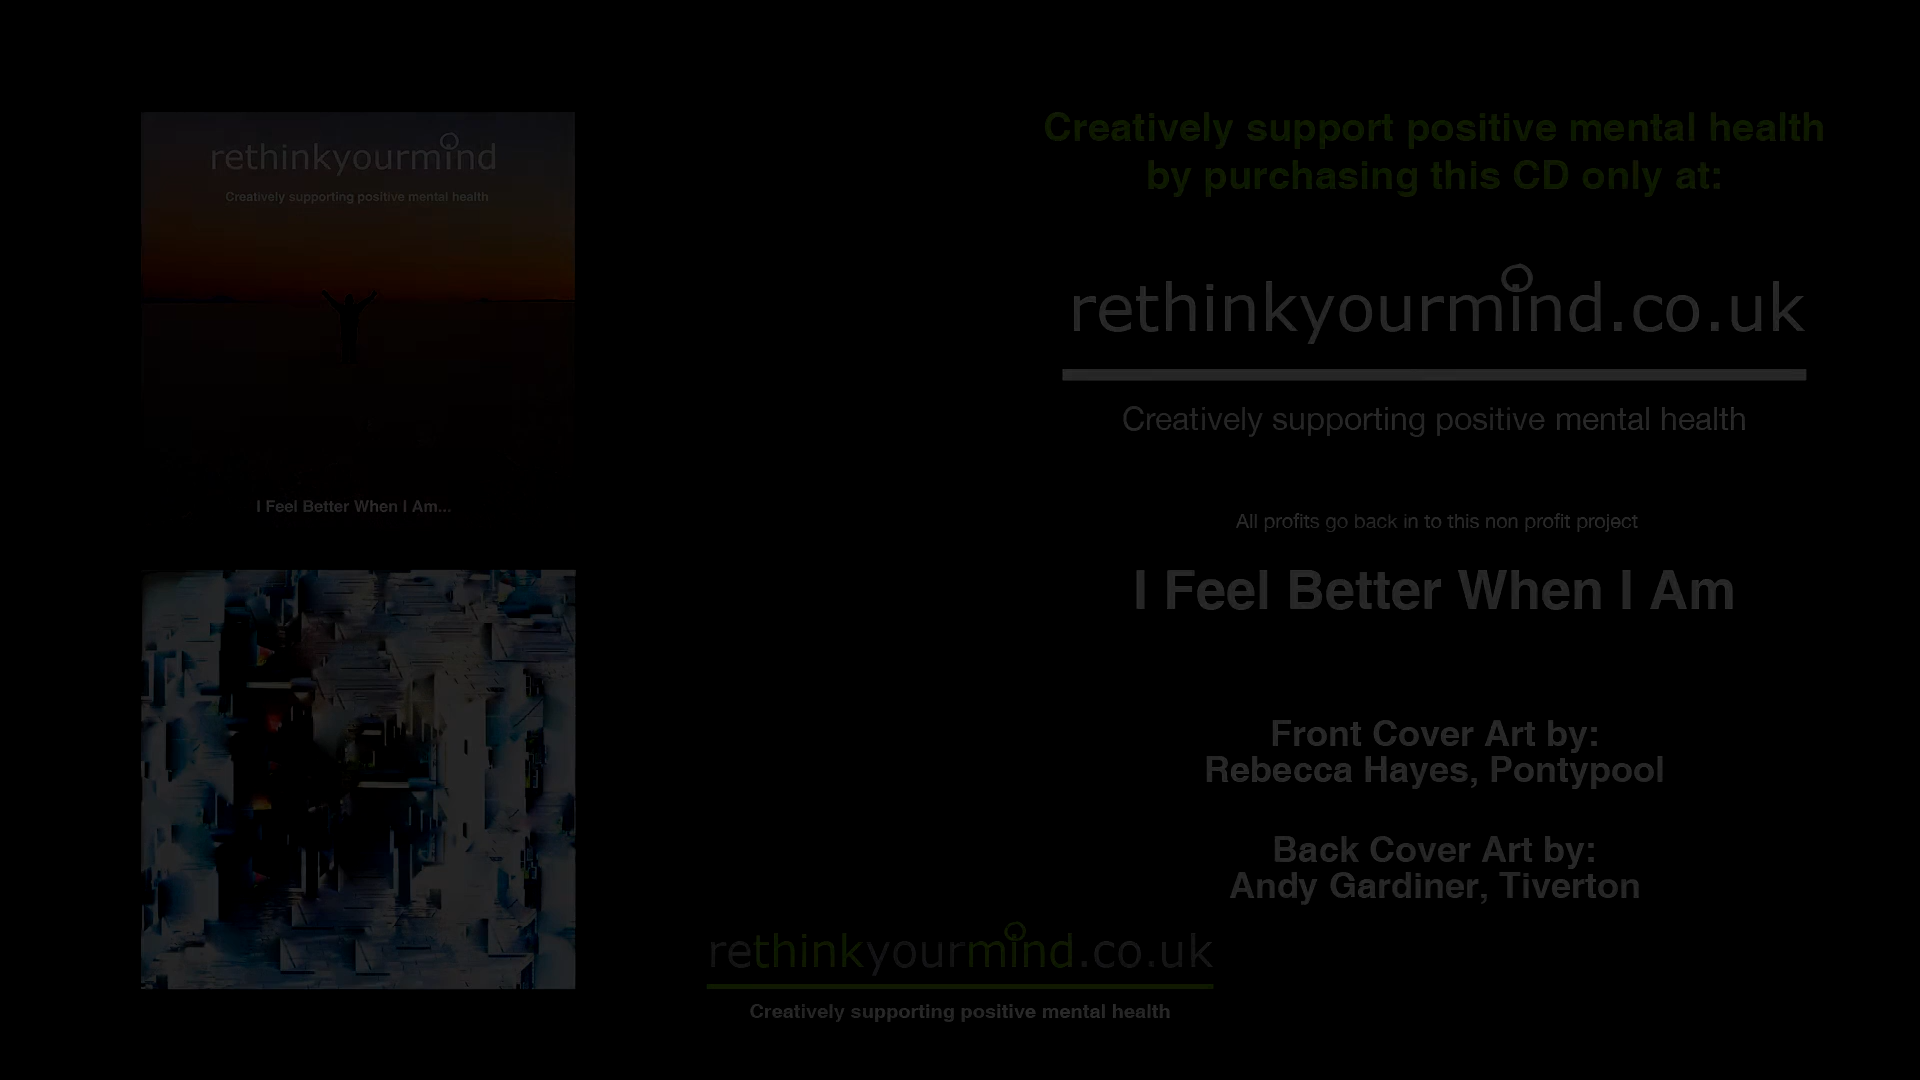 rethinkyourmind
Creatively supporting positive mental health
I Feel Better When I Am...
Creatively support positive mental health
by purchasing this CD only at:
rethinkyourmind.co.uk
Creatively supporting positive mental health
All profits go back in to this non profit project
I Feel Better When I Am
Front Cover Art by:
Rebecca Hayes, Pontypool
Back Cover Art by:
Andy Gardiner, Tiverton
rethinkyourmind.co.uk
Creatively supporting positive mental health